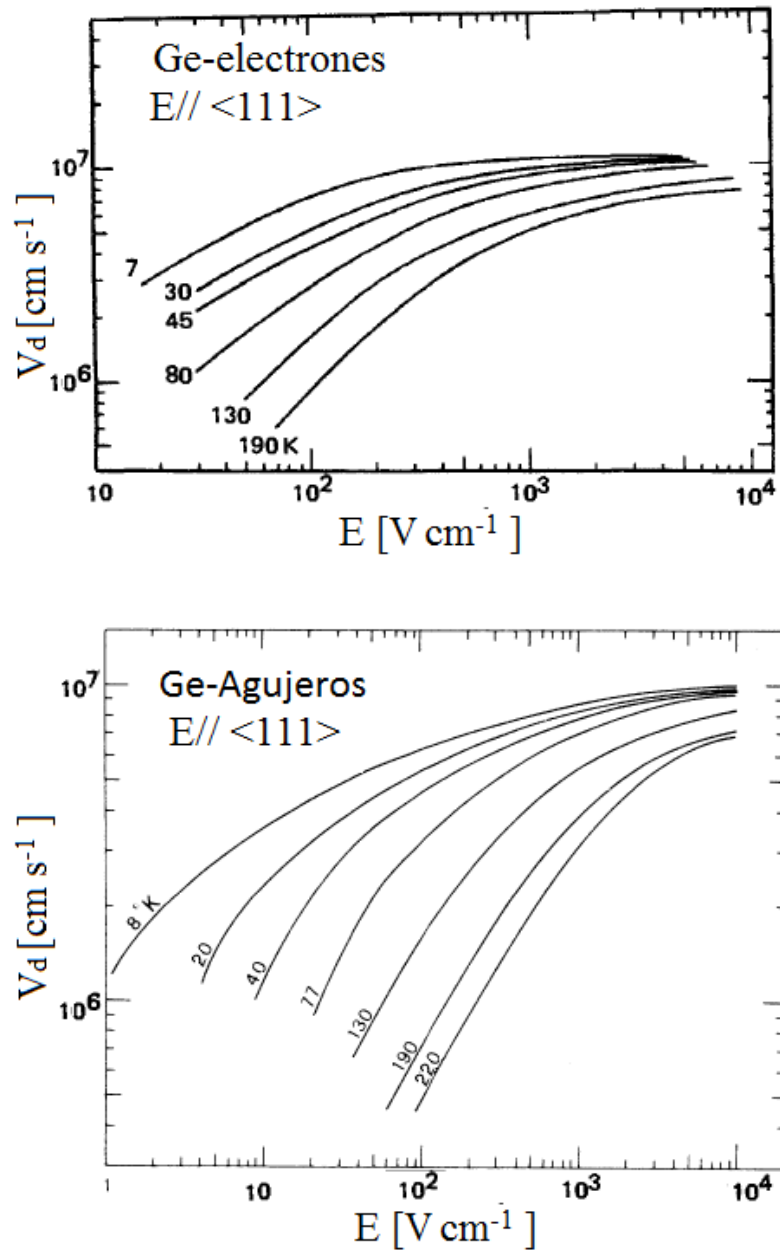 Ge-electrones
E// <111>
10⁷
10⁶
Vd [cm s⁻¹]
7
30
45
80
130
190 K
10
10²
10³
10⁴
E [V cm⁻¹ ]
Ge-Agujeros
E// <111>
10⁷
10⁶
Vd [cm s⁻¹]
8°K
20
40
77
130
190
220
1
10
10²
10³
10⁴
E [V cm⁻¹ ]